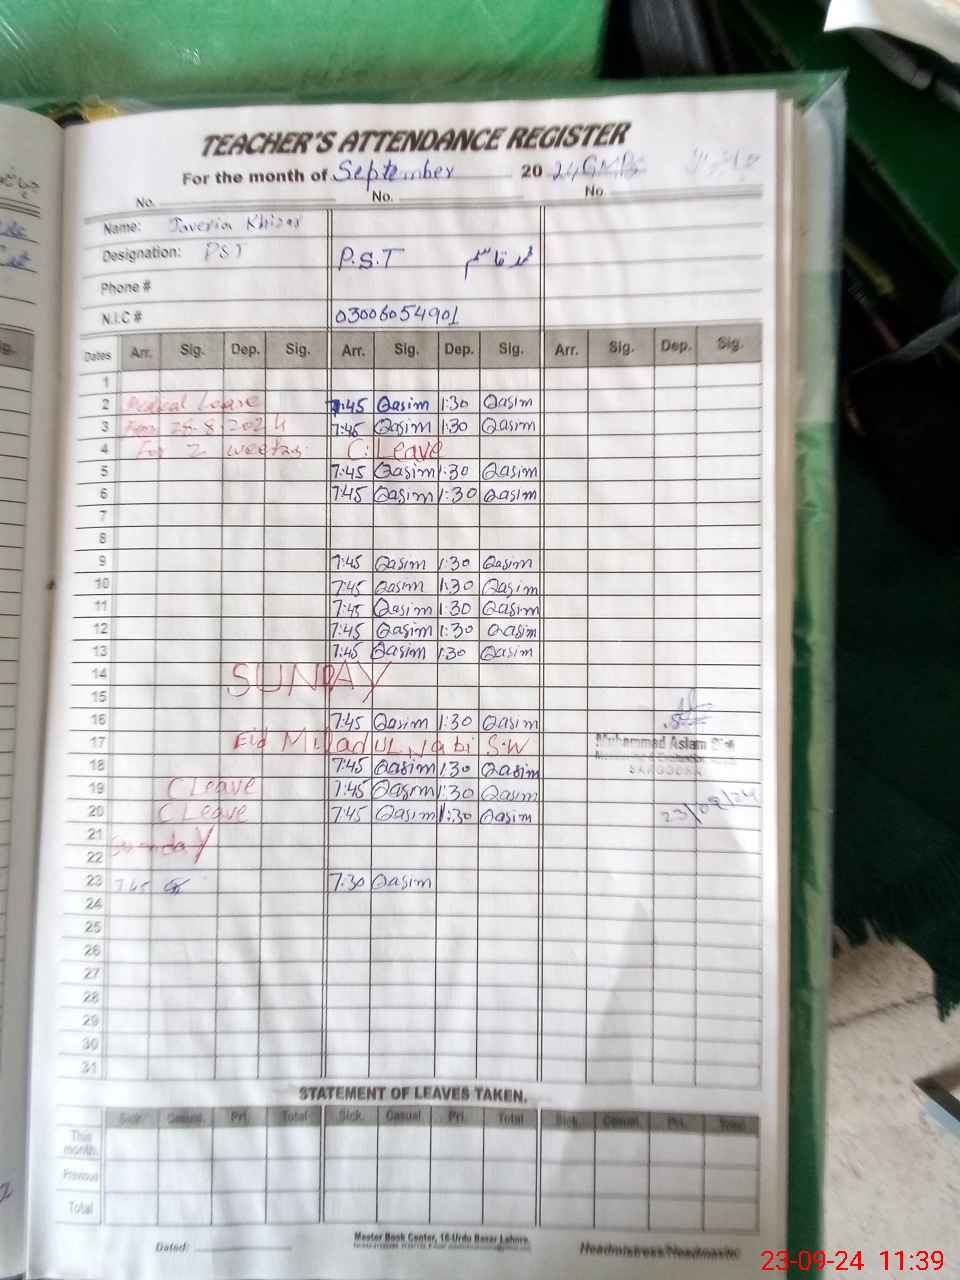 TEACHER'S ATTENDANCE REGISTER
For the month of September 2024 GMPS
No. No. No.
Name: Javeria Khizar
Designation: PST P.S.T محمد قاسم
Phone #
N.I.C # 03006054901
Dates Arr. Sig. Dep. Sig. Arr. Sig. Dep. Sig. Arr. Sig. Dep. Sig.
1
2 Medical Leave 7:45 Qasim 1:30 Qasim
3 From 28-8-2024 7:45 Qasim 1:30 Qasim
4 For 2 weeks. C.Leave
5 7:45 Qasim 1:30 Qasim
6 7:45 Qasim 1:30 Qasim
7
8
9 7:45 Qasim 1:30 Qasim
10 7:45 Qasim 1:30 Qasim
11 7:45 Qasim 1:30 Qasim
12 7:45 Qasim 1:30 Qasim
13 7:45 Qasim 1:30 Qasim
14 SUNDAY
15
16 7:45 Qasim 1:30 Qasim
17 Eid Milad UL Nabi S.W Muhammad Aslam
18 7:45 Qasim 1:30 Qasim SARGODHA
19 C Leave 7:45 Qasim 1:30 Qasim
20 C Leave 7:45 Qasim 1:30 Qasim 23/09/24
21 Sunday
22
23 7:45 7:30 Qasim
24
25
26
27
28
29
30
31
STATEMENT OF LEAVES TAKEN.
Sick. Casual. Pri. Total Sick. Casual. Pri. Total Sick. Casual. Pri. Total
This month.
Previous
Total
Master Book Center, 16-Urdu Bazar Lahore.
Dated: Headmistress/Headmaster
23-09-24 11:39